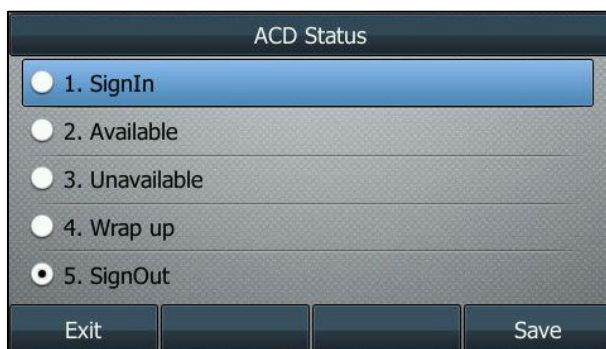 ACD Status
1. SignIn
2. Available
3. Unavailable
4. Wrap up
5. SignOut
Exit Save